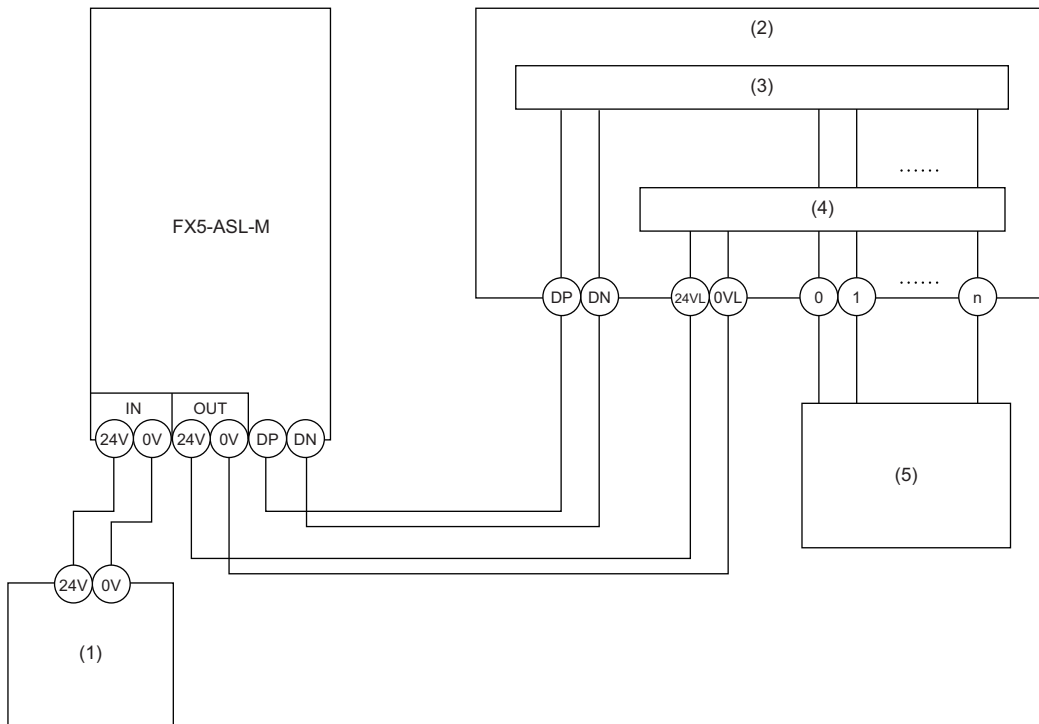 (2)
(3)
......
(4)
FX5-ASL-M
DP DN 24VL 0VL 0 1 ...... n
IN OUT
24V 0V 24V 0V DP DN
(5)
24V 0V
(1)